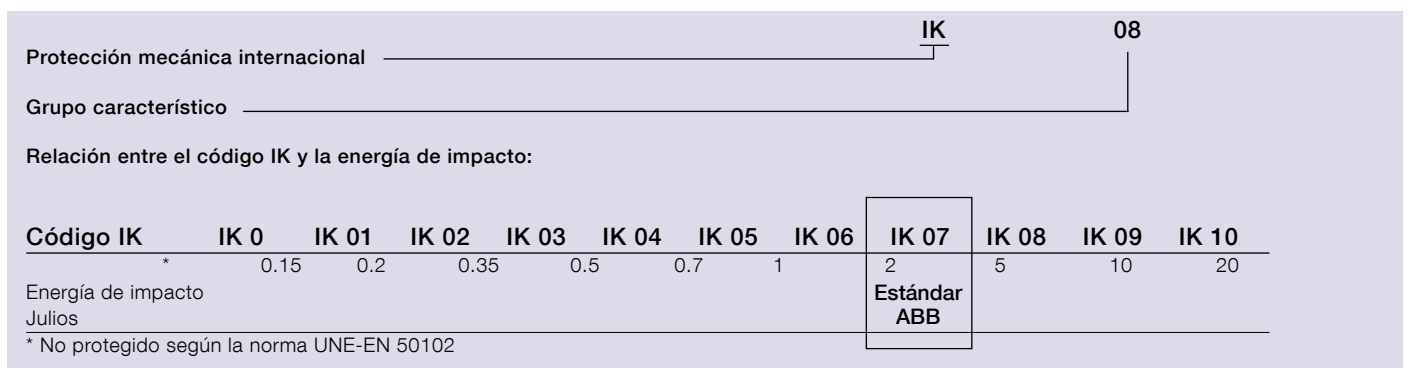 IK 08
Protección mecánica internacional
Grupo característico
Relación entre el código IK y la energía de impacto:
Código IK IK 0 IK 01 IK 02 IK 03 IK 04 IK 05 IK 06 IK 07 IK 08 IK 09 IK 10
* 0.15 0.2 0.35 0.5 0.7 1 2 5 10 20
Energía de impacto Estándar
Julios ABB
* No protegido según la norma UNE-EN 50102